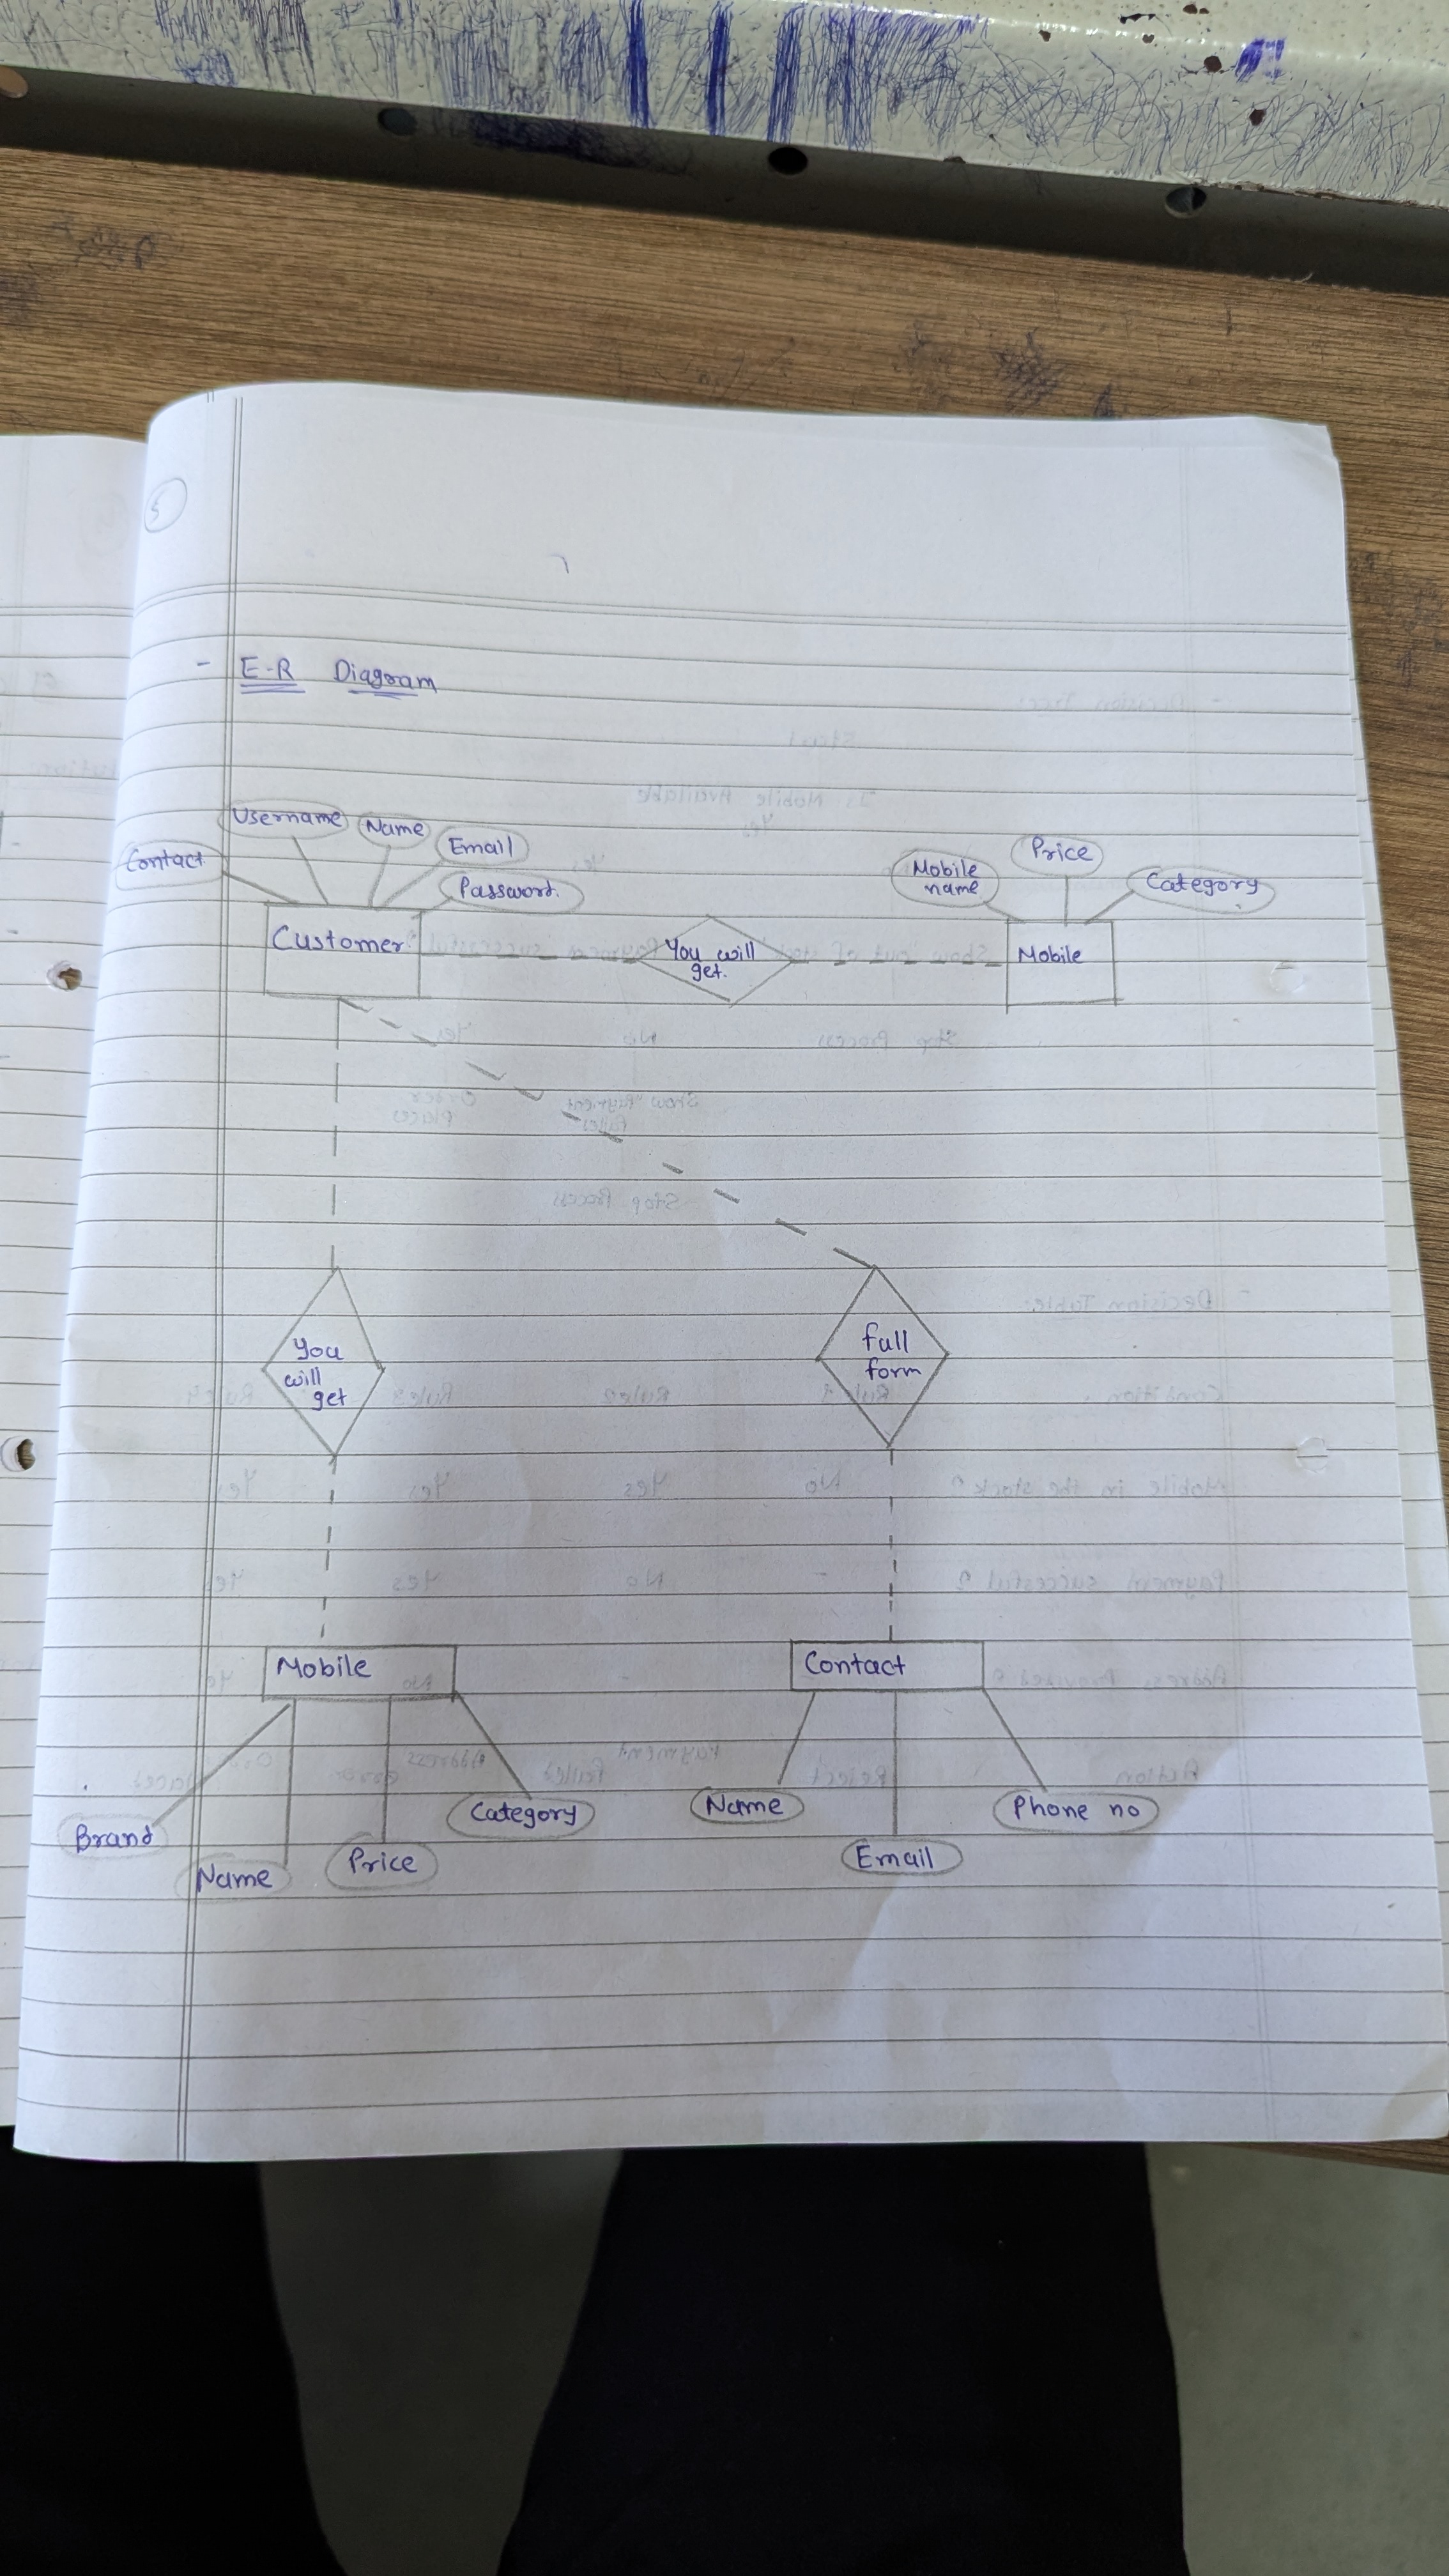 5
- E-R Diagram
Username
Name
Email
Contact
Password.
Price
Mobile
name
Category
Customer
You will
get.
Mobile
You
will
get
full
form
Mobile
Contact
Brand
Name
Price
Category
Name
Email
Phone no